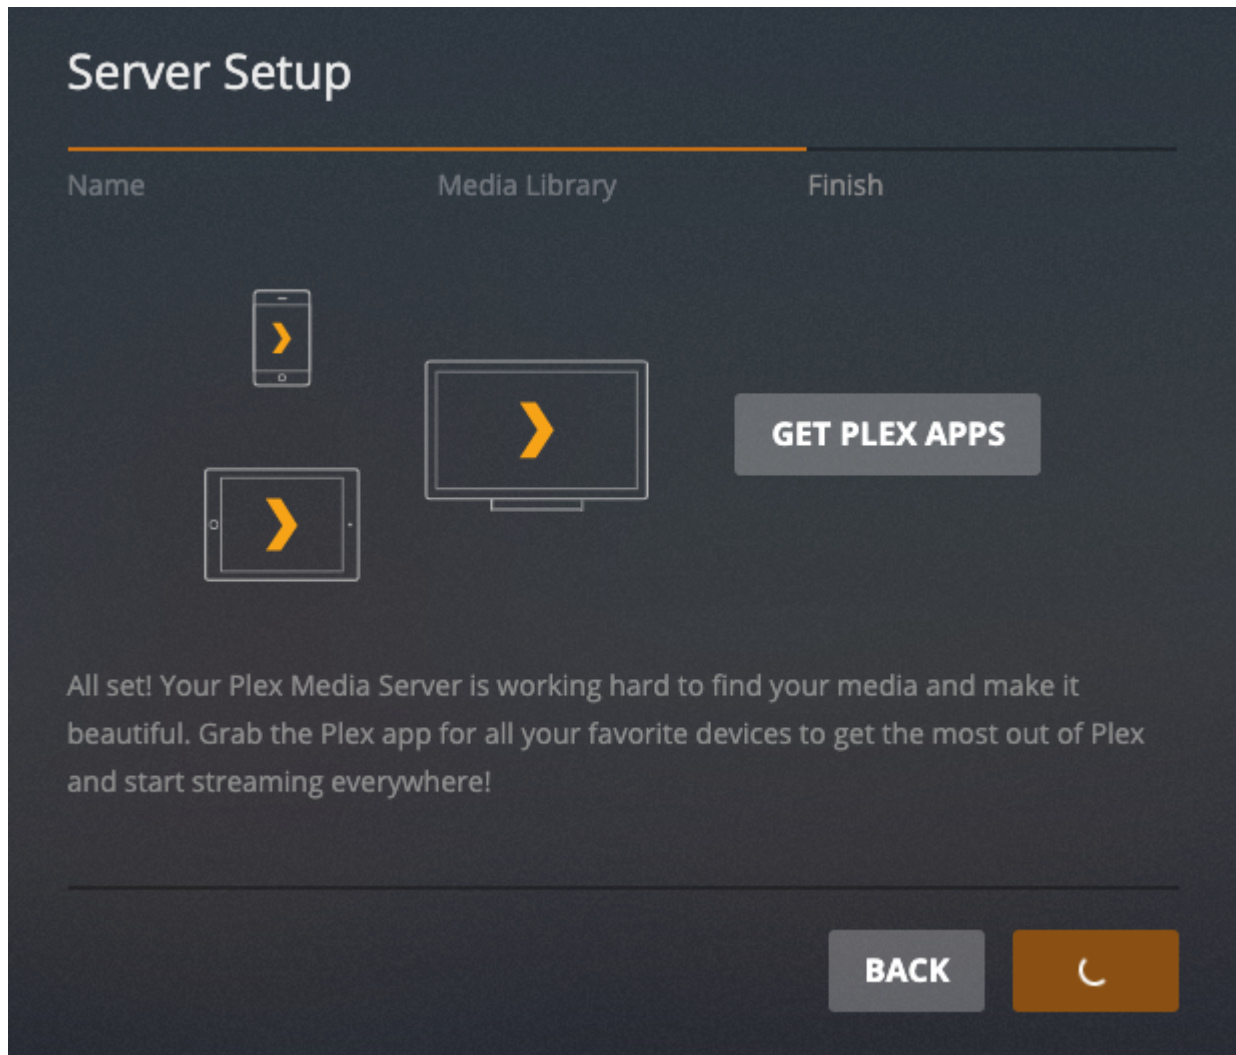 Server Setup
Name
Media Library
Finish
GET PLEX APPS
All set! Your Plex Media Server is working hard to find your media and make it
beautiful. Grab the Plex app for all your favorite devices to get the most out of Plex
and start streaming everywhere!
BACK